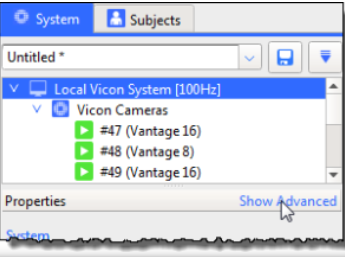 System Subjects
Untitled *
Local Vicon System [100Hz]
Vicon Cameras
#47 (Vantage 16)
#48 (Vantage 8)
#49 (Vantage 16)
Properties Show Advanced
System